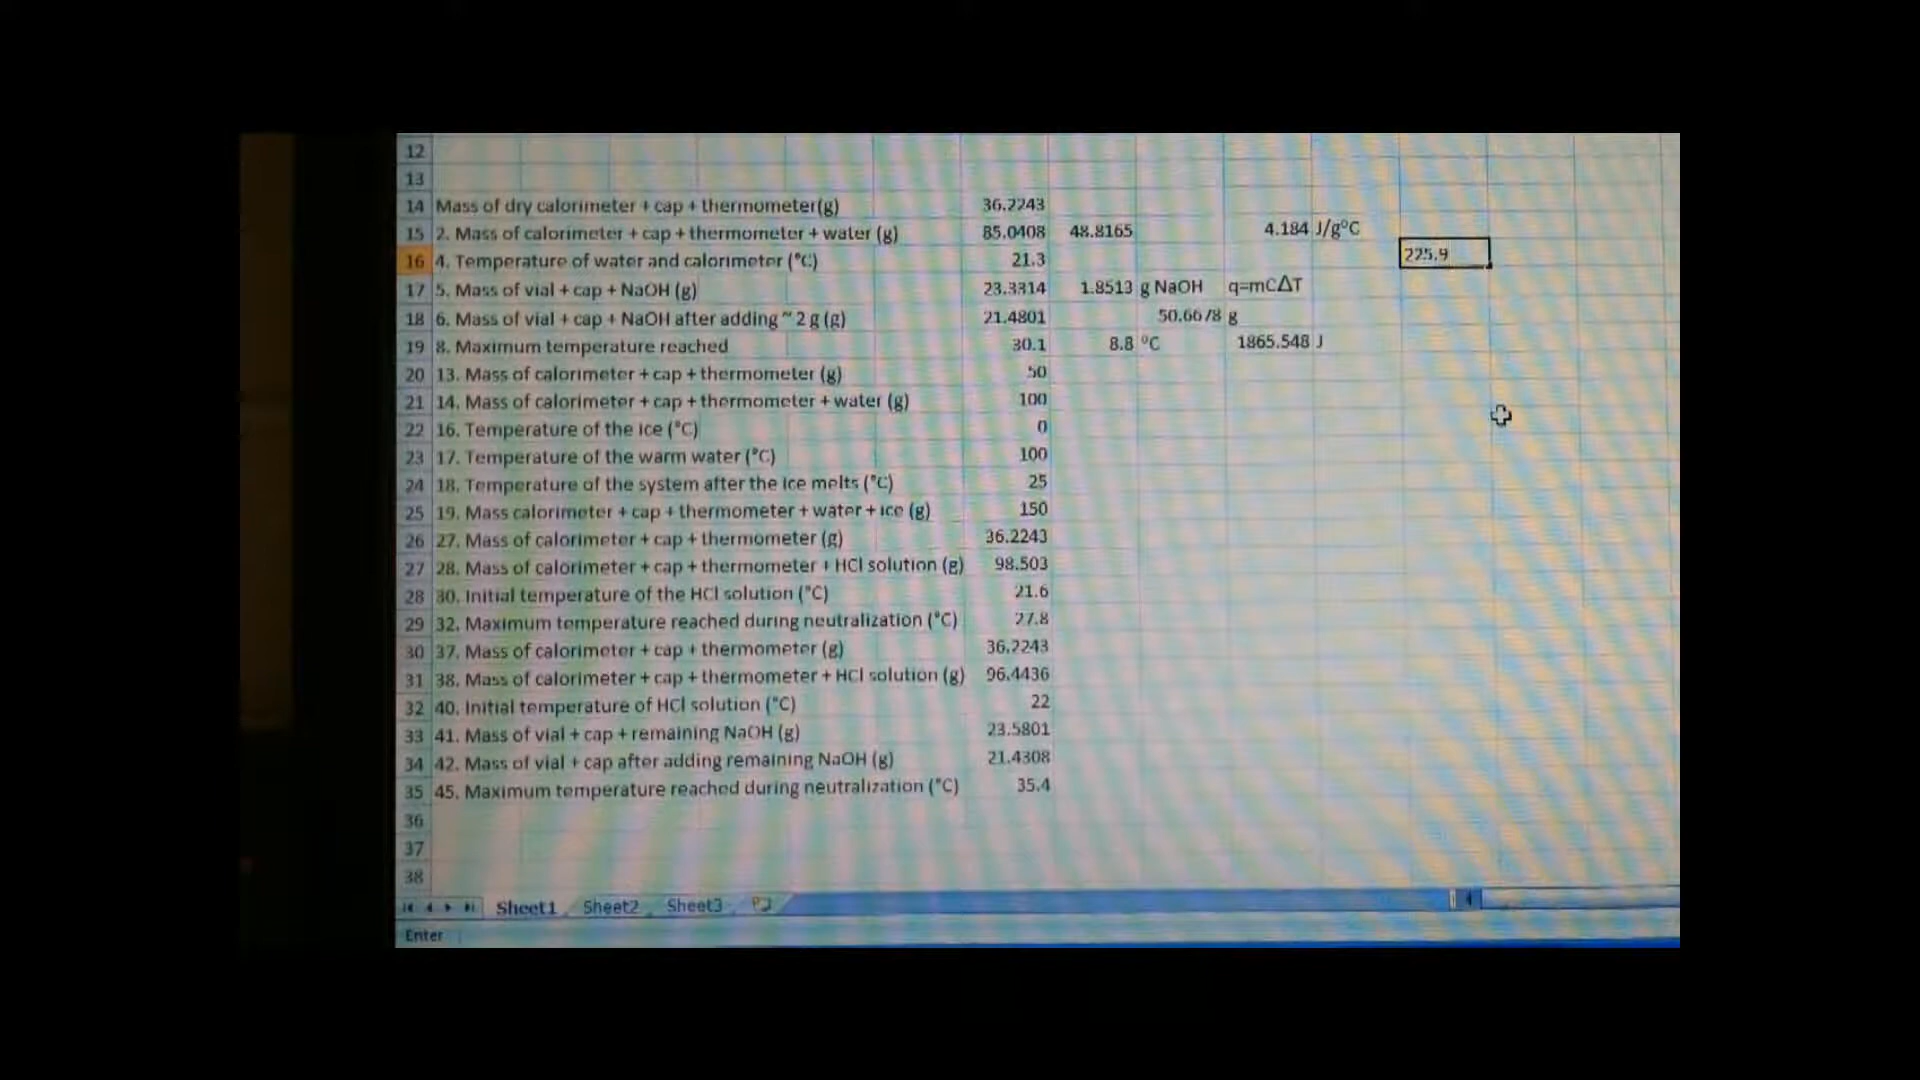 12
13
14 Mass of dry calorimeter + cap + thermometer(g) 36.2243
15 2. Mass of calorimeter + cap + thermometer + water (g) 85.0408 48.8165 4.184 J/g°C
16 4. Temperature of water and calorimeter (°C) 21.3 225.9
17 5. Mass of vial + cap + NaOH (g) 23.3314 1.8513 g NaOH q=mCΔT
18 6. Mass of vial + cap + NaOH after adding ~ 2 g (g) 21.4801 50.6678 g
19 8. Maximum temperature reached 30.1 8.8 °C 1865.548 J
20 13. Mass of calorimeter + cap + thermometer (g) 50
21 14. Mass of calorimeter + cap + thermometer + water (g) 100
22 16. Temperature of the ice (°C) 0
23 17. Temperature of the warm water (°C) 100
24 18. Temperature of the system after the ice melts (°C) 25
25 19. Mass calorimeter + cap + thermometer + water + ice (g) 150
26 27. Mass of calorimeter + cap + thermometer (g) 36.2243
27 28. Mass of calorimeter + cap + thermometer + HCl solution (g) 98.503
28 30. Initial temperature of the HCl solution (°C) 21.6
29 32. Maximum temperature reached during neutralization (°C) 27.8
30 37. Mass of calorimeter + cap + thermometer (g) 36.2243
31 38. Mass of calorimeter + cap + thermometer + HCl solution (g) 96.4436
32 40. Initial temperature of HCl solution (°C) 22
33 41. Mass of vial + cap + remaining NaOH (g) 23.5801
34 42. Mass of vial + cap after adding remaining NaOH (g) 21.4308
35 45. Maximum temperature reached during neutralization (°C) 35.4
36
37
38
Sheet1 Sheet2 Sheet3
Enter